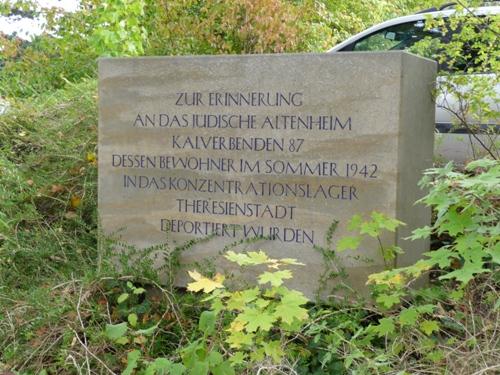 ZUR ERINNERUNG
AN DAS JÜDISCHE ALTENHEIM
KALVERBENDEN 87
DESSEN BEWOHNER IM SOMMER 1942
IN DAS KONZENTRATIONSLAGER
THERESIENSTADT
DEPORTIERT WURDEN